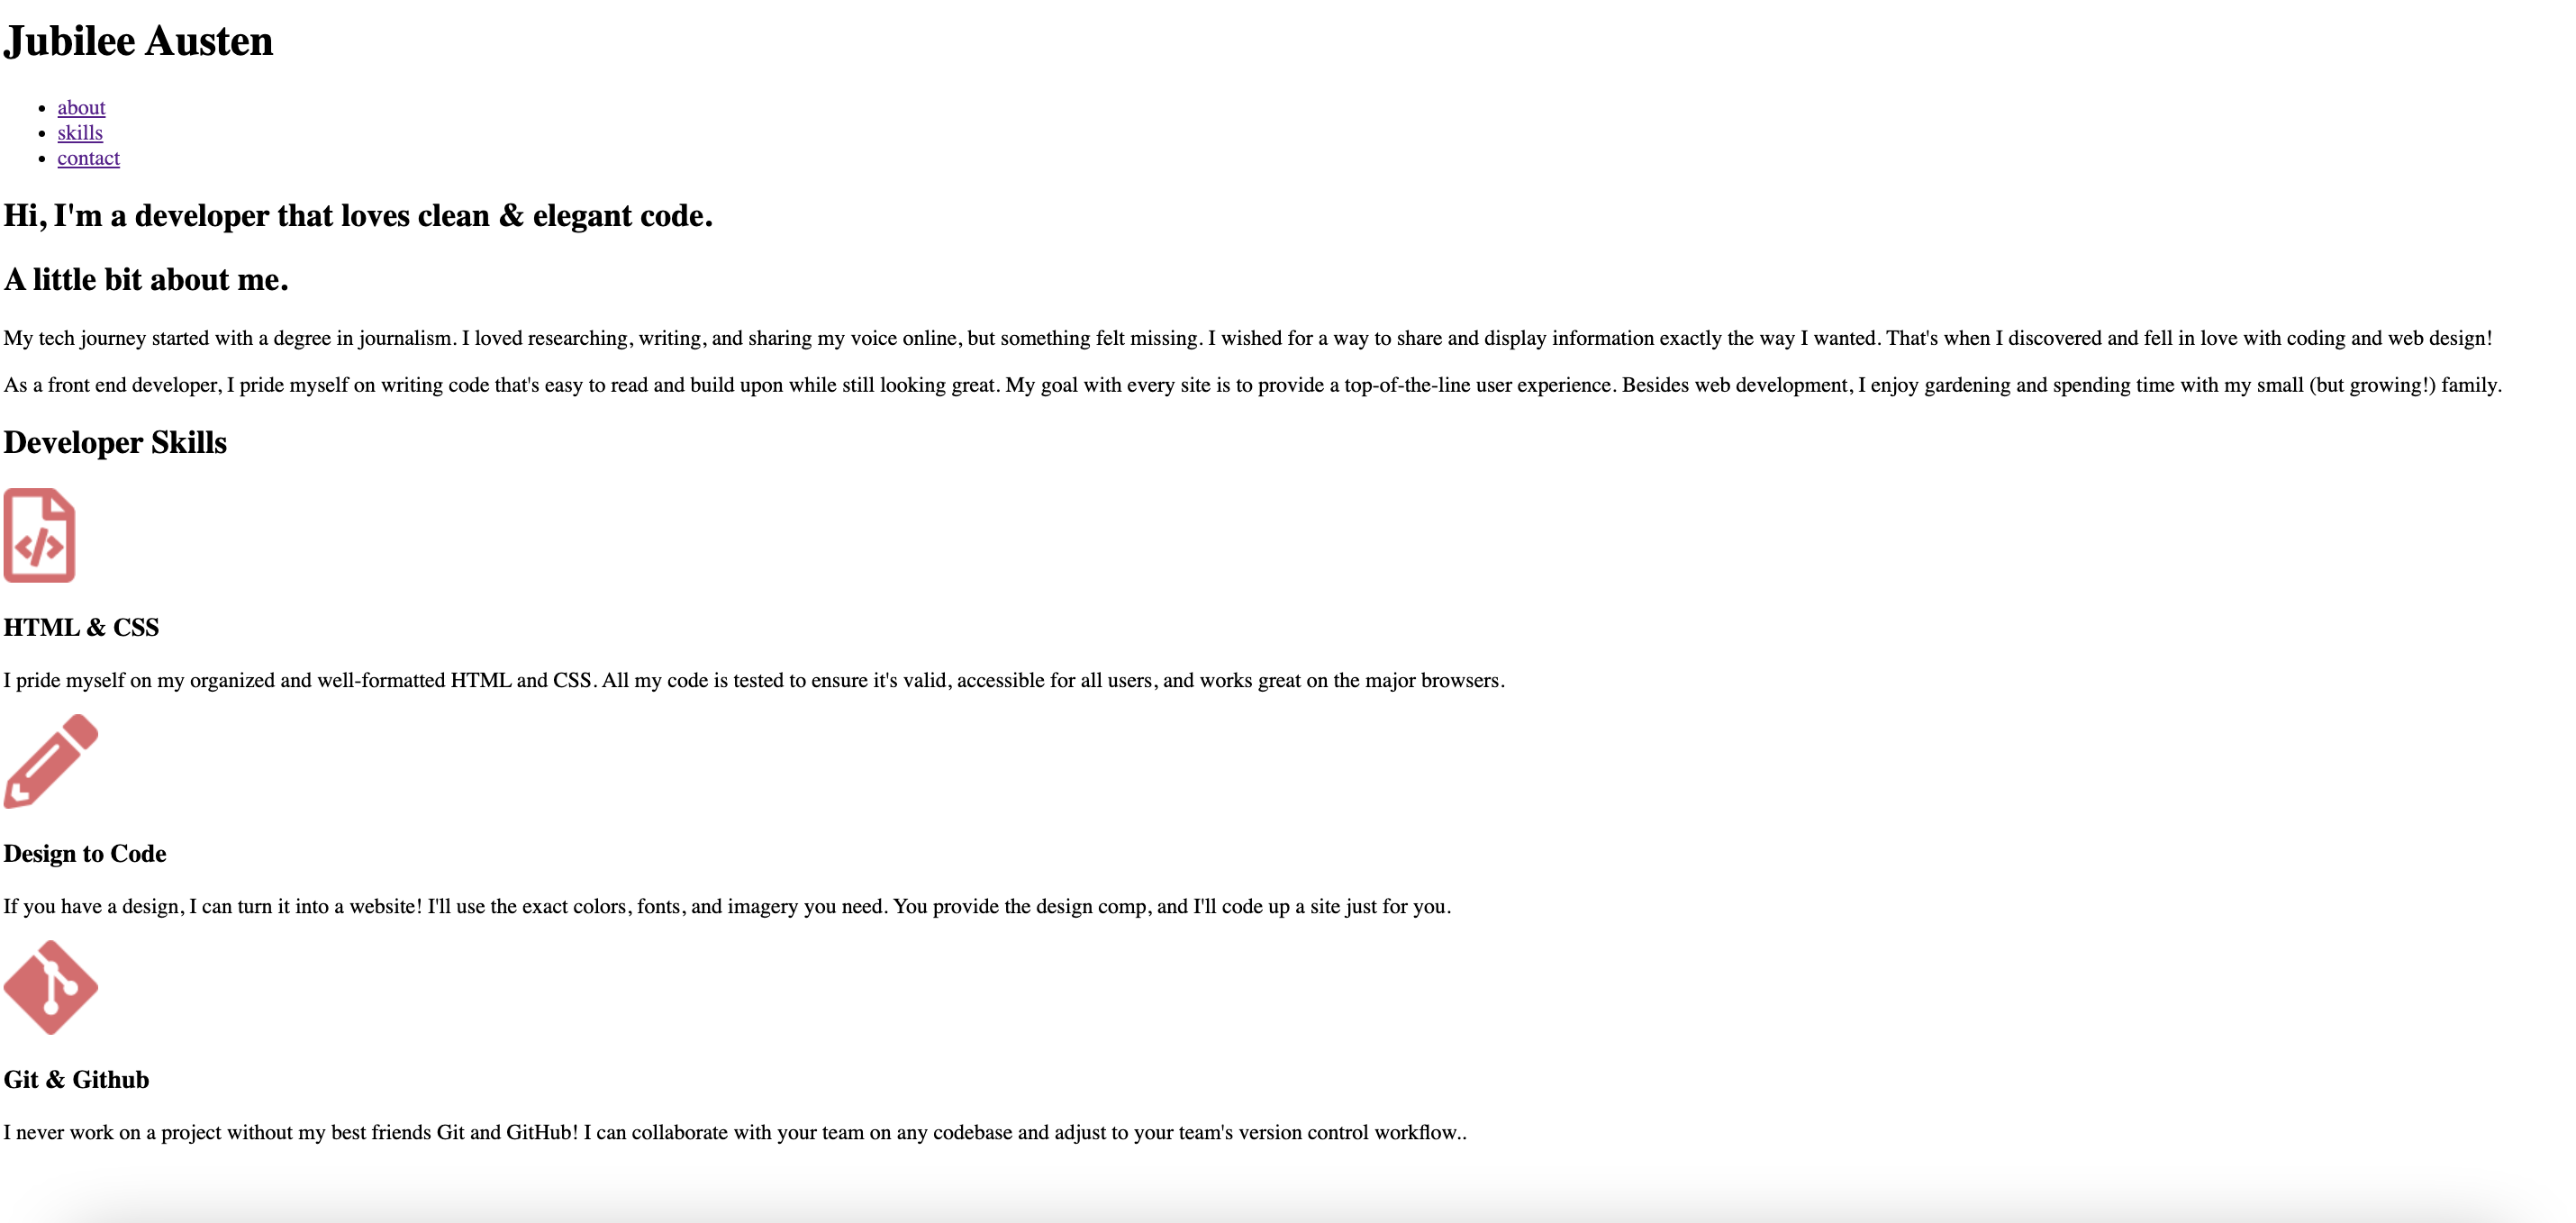 Jubilee Austen
about
skills
contact
Hi, I'm a developer that loves clean & elegant code.
A little bit about me.
My tech journey started with a degree in journalism. I loved researching, writing, and sharing my voice online, but something felt missing. I wished for a way to share and display information exactly the way I wanted. That's when I discovered and fell in love with coding and web design!
As a front end developer, I pride myself on writing code that's easy to read and build upon while still looking great. My goal with every site is to provide a top-of-the-line user experience. Besides web development, I enjoy gardening and spending time with my small (but growing!) family.
Developer Skills
</>
HTML & CSS
I pride myself on my organized and well-formatted HTML and CSS. All my code is tested to ensure it's valid, accessible for all users, and works great on the major browsers.
Design to Code
If you have a design, I can turn it into a website! I'll use the exact colors, fonts, and imagery you need. You provide the design comp, and I'll code up a site just for you.
Git & Github
I never work on a project without my best friends Git and GitHub! I can collaborate with your team on any codebase and adjust to your team's version control workflow..